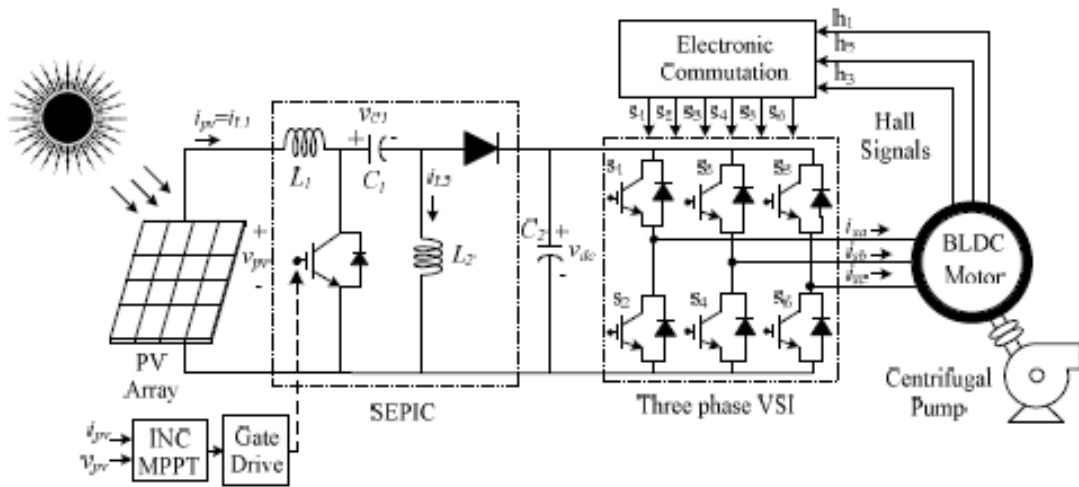 Electronic
Commutation
h1
h2
h3
S1 S2 S3 S4 S5 S6
Hall
Signals
ipv=iL1
vC1
+ -
L1
C1
iL2
L2
C2
+
vdc
-
+
vpv
-
S1
S3
S5
S2
S4
S6
isa
isb
isc
BLDC
Motor
PV
Array
SEPIC
Three phase VSI
Centrifugal
Pump
ipv
vpv
INC
MPPT
Gate
Drive